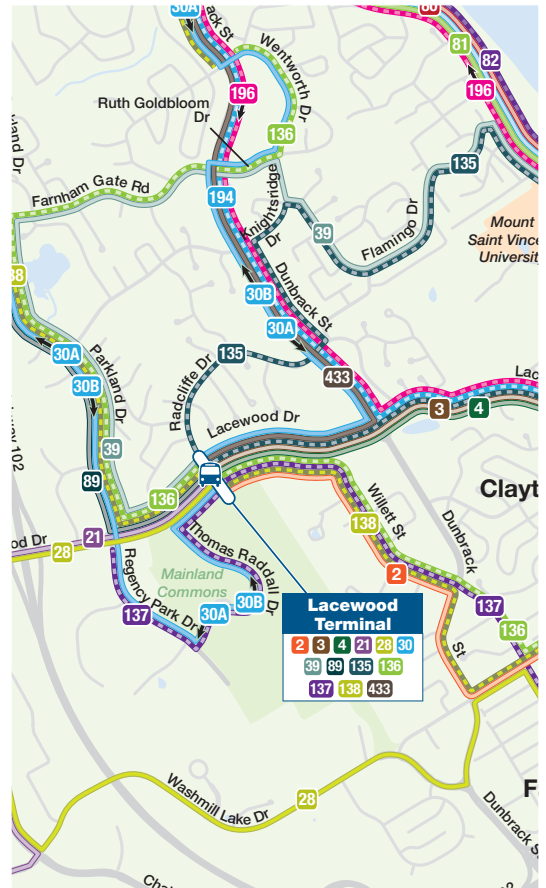 30A
ack St
Wentworth Dr
81
82
196
196
Ruth Goldbloom
Dr
136
135
Farnham Gate Rd
194
Knightsridge
Dr
39
Flamingo Dr
Mount
Saint Vince
Universit
30B
Dunbrack St
30A
30A
30B
Parkland Dr
135
Radcliffe Dr
433
Lacewood Dr
Lac
3
4
39
89
136
Clayt
Willett St
138
Dunbrack
od Dr
21
28
2
Thomas Raddall Dr
Mainland
Commons
Regency Park Dr
137
30A
30B
137
136
Lacewood
Terminal
2 3 4 21 28 30
39 89 135 136
137 138 433
St
Washmill Lake Dr
28
F
Dunbrack S